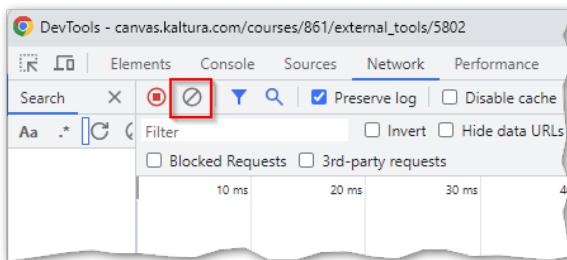 DevTools - canvas.kaltura.com/courses/861/external_tools/5802
Elements Console Sources Network Performance
Search Preserve log Disable cache
Aa .* Filter Invert Hide data URLs
Blocked Requests 3rd-party requests
10 ms 20 ms 30 ms